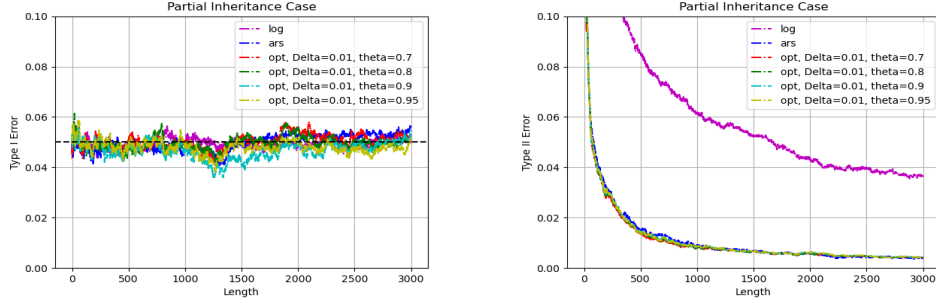 Partial Inheritance Case
0.10
0.08
0.06
0.04
0.02
0.00
Type I Error
log
ars
opt, Delta=0.01, theta=0.7
opt, Delta=0.01, theta=0.8
opt, Delta=0.01, theta=0.9
opt, Delta=0.01, theta=0.95
0 500 1000 1500 2000 2500 3000
Length
Partial Inheritance Case
0.10
0.08
0.06
0.04
0.02
0.00
Type II Error
log
ars
opt, Delta=0.01, theta=0.7
opt, Delta=0.01, theta=0.8
opt, Delta=0.01, theta=0.9
opt, Delta=0.01, theta=0.95
0 500 1000 1500 2000 2500 3000
Length